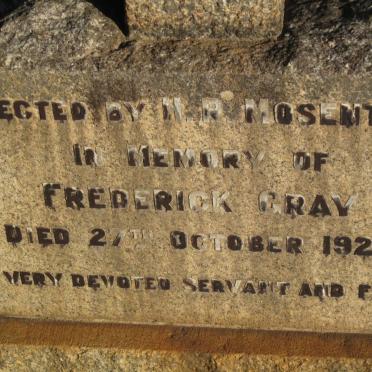 ECTED BY H. R. MOSENT
IN MEMORY OF
FREDERICK GRAY
DIED 27TH OCTOBER 192
VERY DEVOTED SERVANT AND F